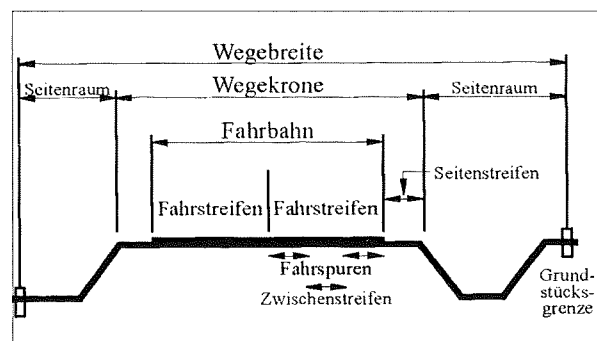 Wegebreite
Seitenraum
Wegekrone
Seitenraum
Fahrbahn
Seitenstreifen
Fahrstreifen
Fahrstreifen
Fahrspuren
Zwischenstreifen
Grund-
stücks-
grenze